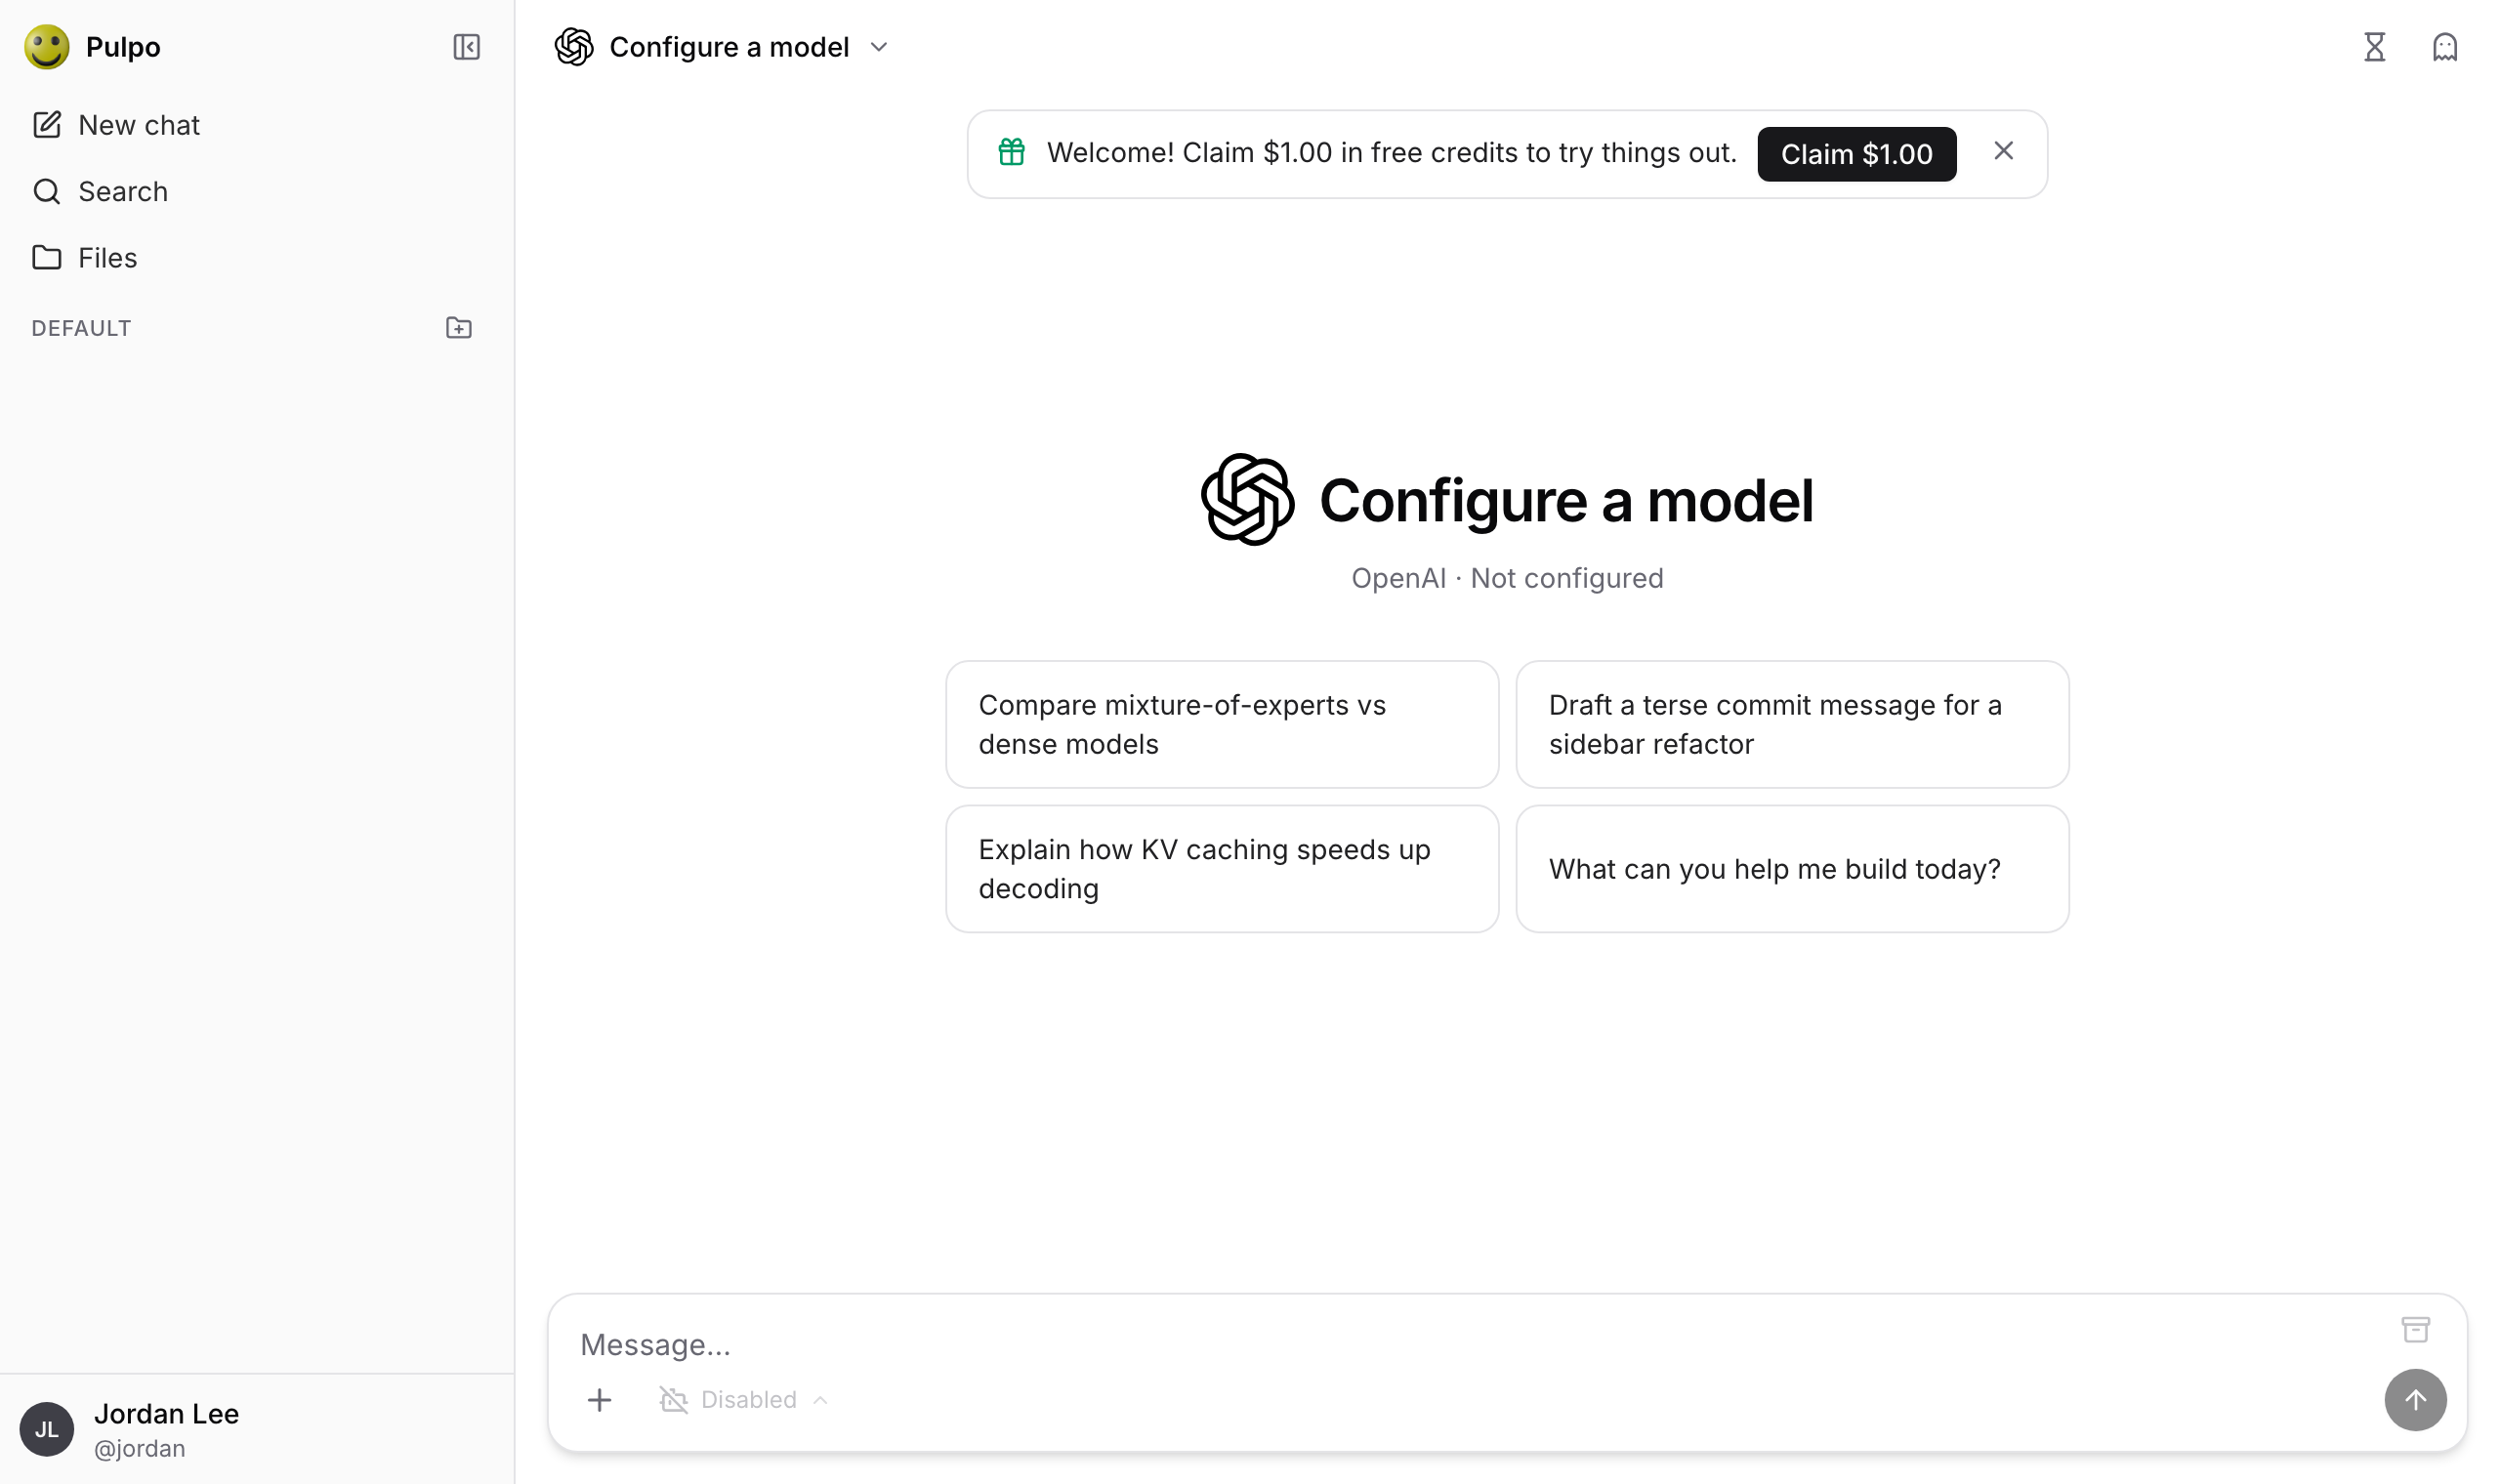 Pulpo
New chat
Search
Files
DEFAULT
Configure a model
Welcome! Claim $1.00 in free credits to try things out.
Claim $1.00
Configure a model
OpenAI · Not configured
Compare mixture-of-experts vs
dense models
Draft a terse commit message for a
sidebar refactor
Explain how KV caching speeds up
decoding
What can you help me build today?
Message...
Disabled
JL
Jordan Lee
@jordan